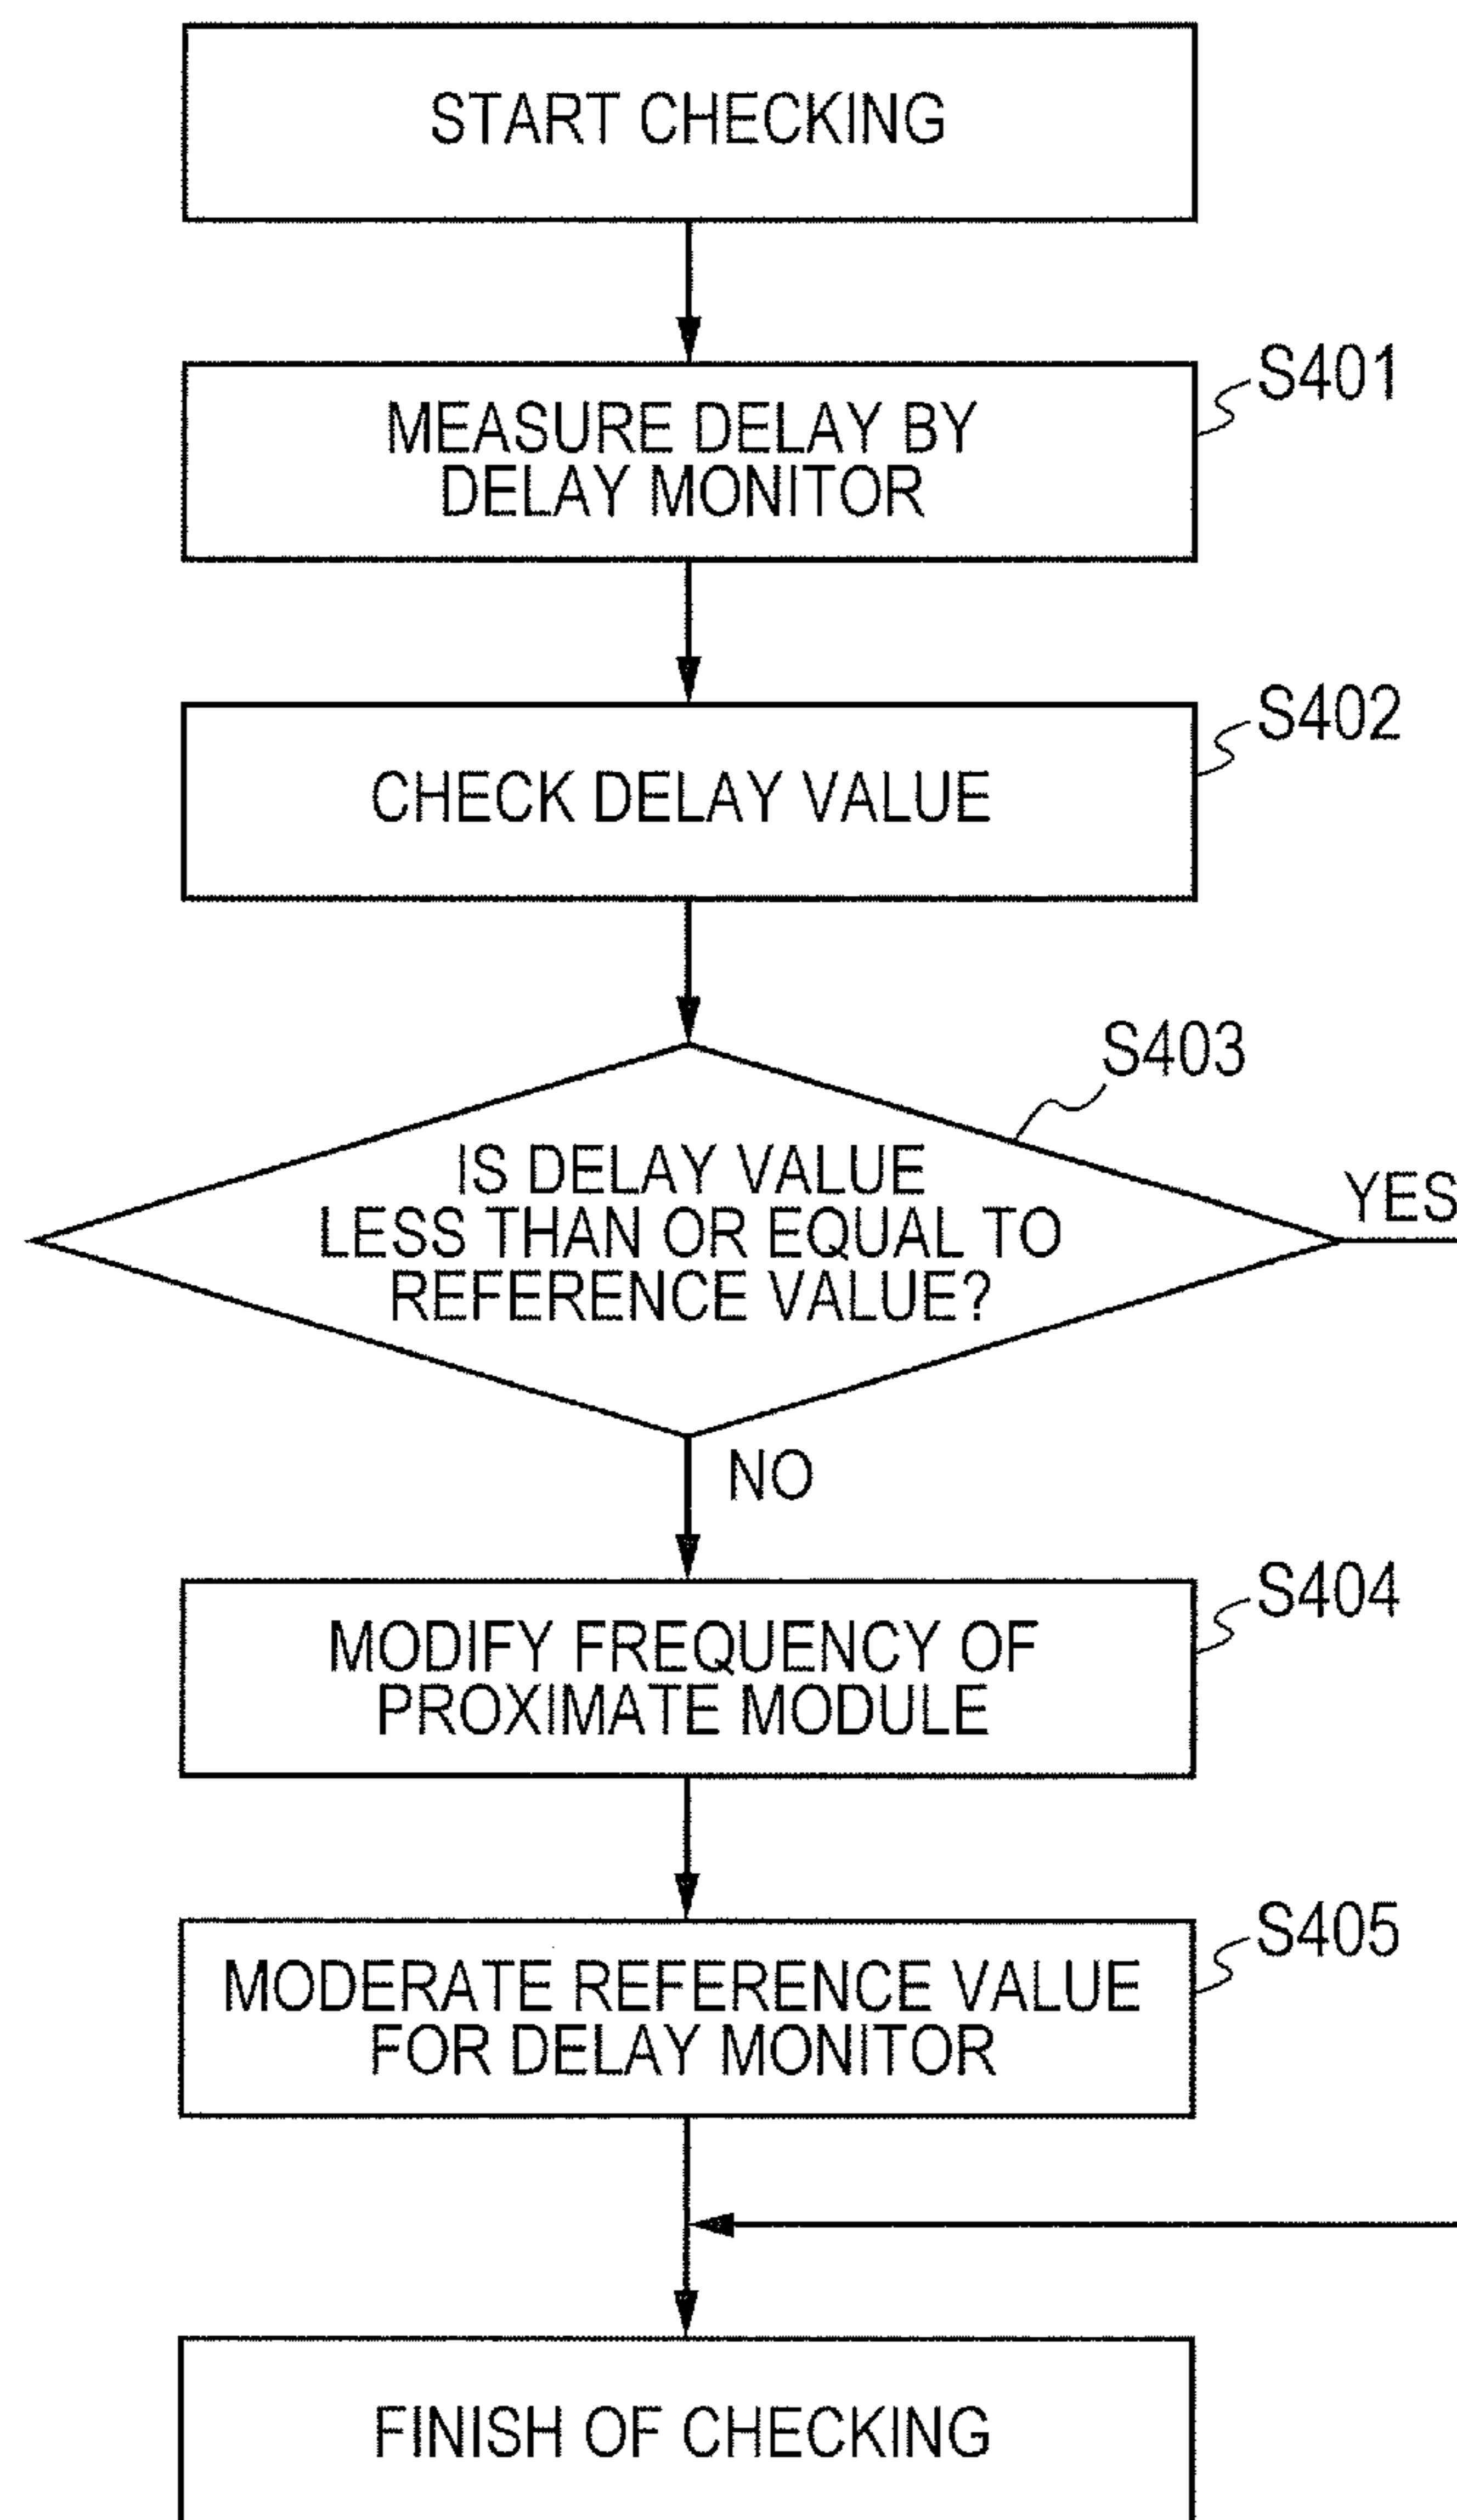 START CHECKING
S401
MEASURE DELAY BY
DELAY MONITOR
S402
CHECK DELAY VALUE
S403
IS DELAY VALUE
LESS THAN OR EQUAL TO
REFERENCE VALUE?
YES
NO
S404
MODIFY FREQUENCY OF
PROXIMATE MODULE
S405
MODERATE REFERENCE VALUE
FOR DELAY MONITOR
FINISH OF CHECKING